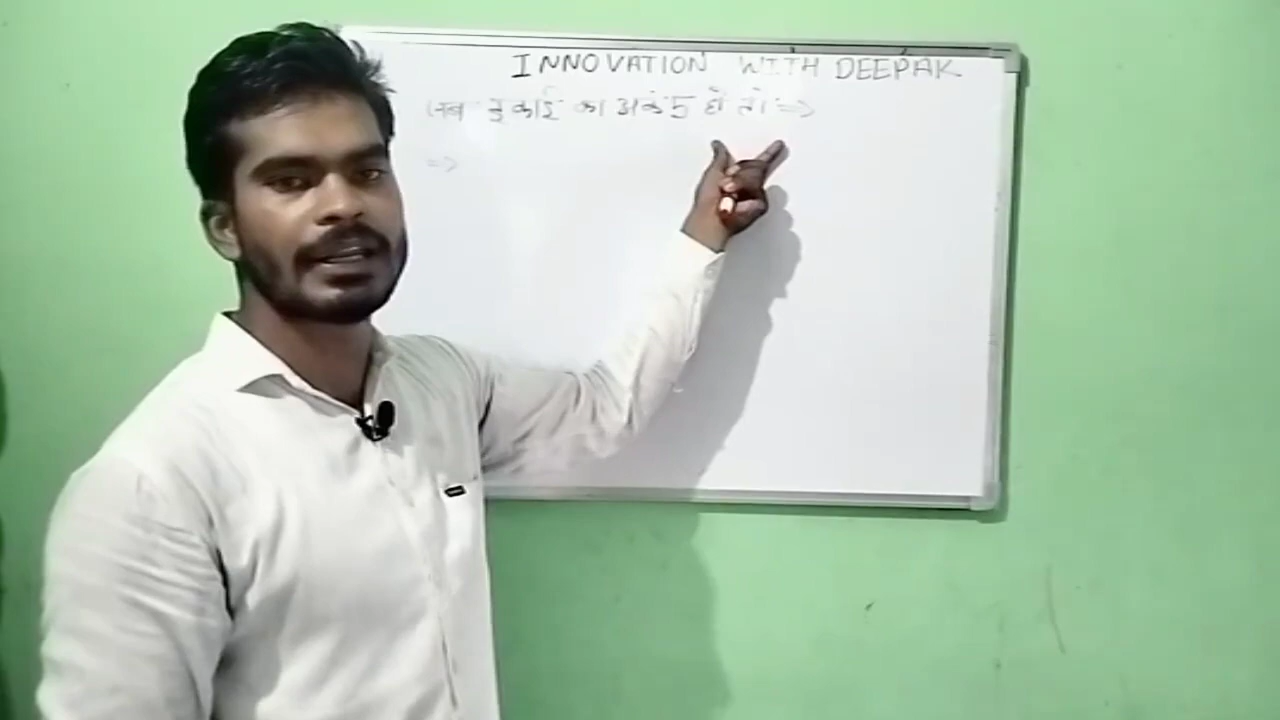 INNOVATION WITH DEEPAK
जब इकाई का अंक 5 हो तो :=>
=>